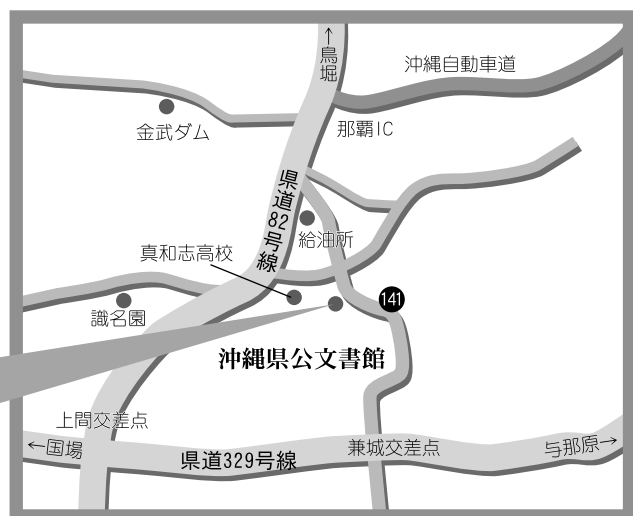 ↑鳥堀
沖縄自動車道
金武ダム
那覇IC
県道82号線
給油所
真和志高校
141
識名園
沖縄県公文書館
上間交差点
←国場
県道329号線
兼城交差点
与那原→